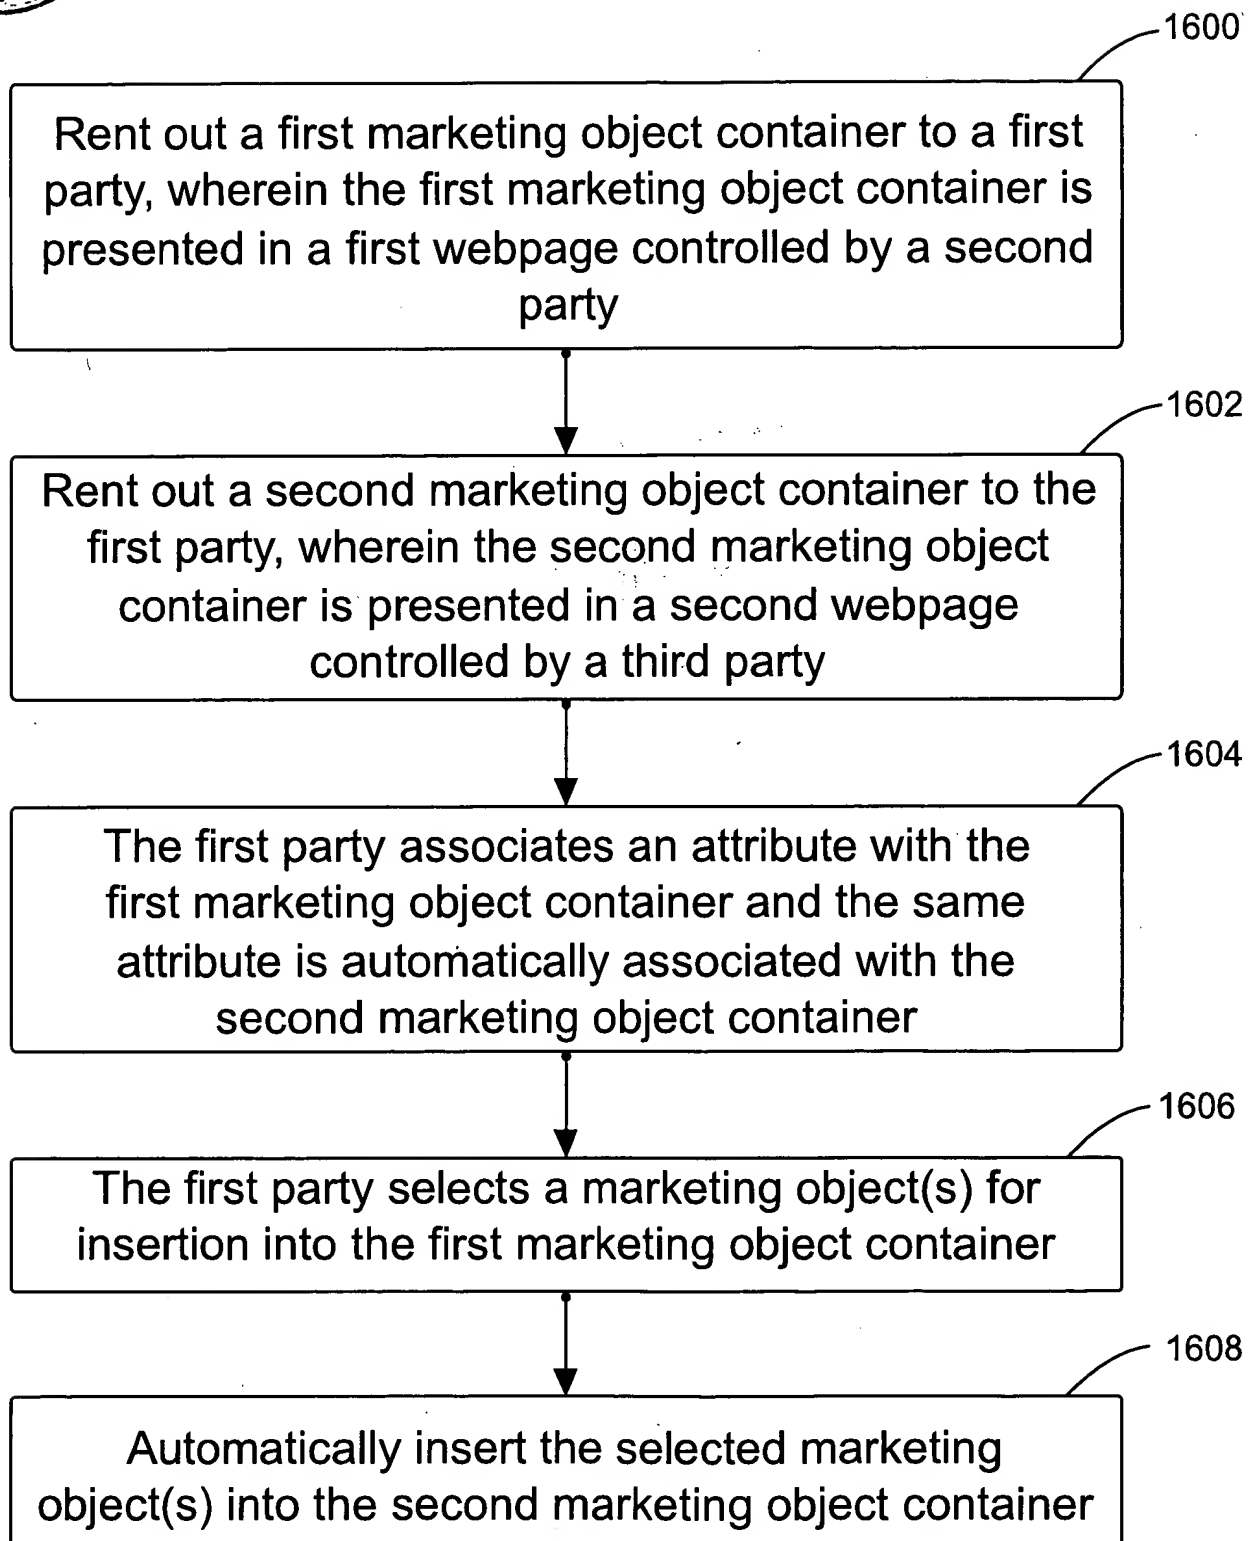 1600
Rent out a first marketing object container to a first
party, wherein the first marketing object container is
presented in a first webpage controlled by a second
party
1602
Rent out a second marketing object container to the
first party, wherein the second marketing object
container is presented in a second webpage
controlled by a third party
1604
The first party associates an attribute with the
first marketing object container and the same
attribute is automatically associated with the
second marketing object container
1606
The first party selects a marketing object(s) for
insertion into the first marketing object container
1608
Automatically insert the selected marketing
object(s) into the second marketing object container